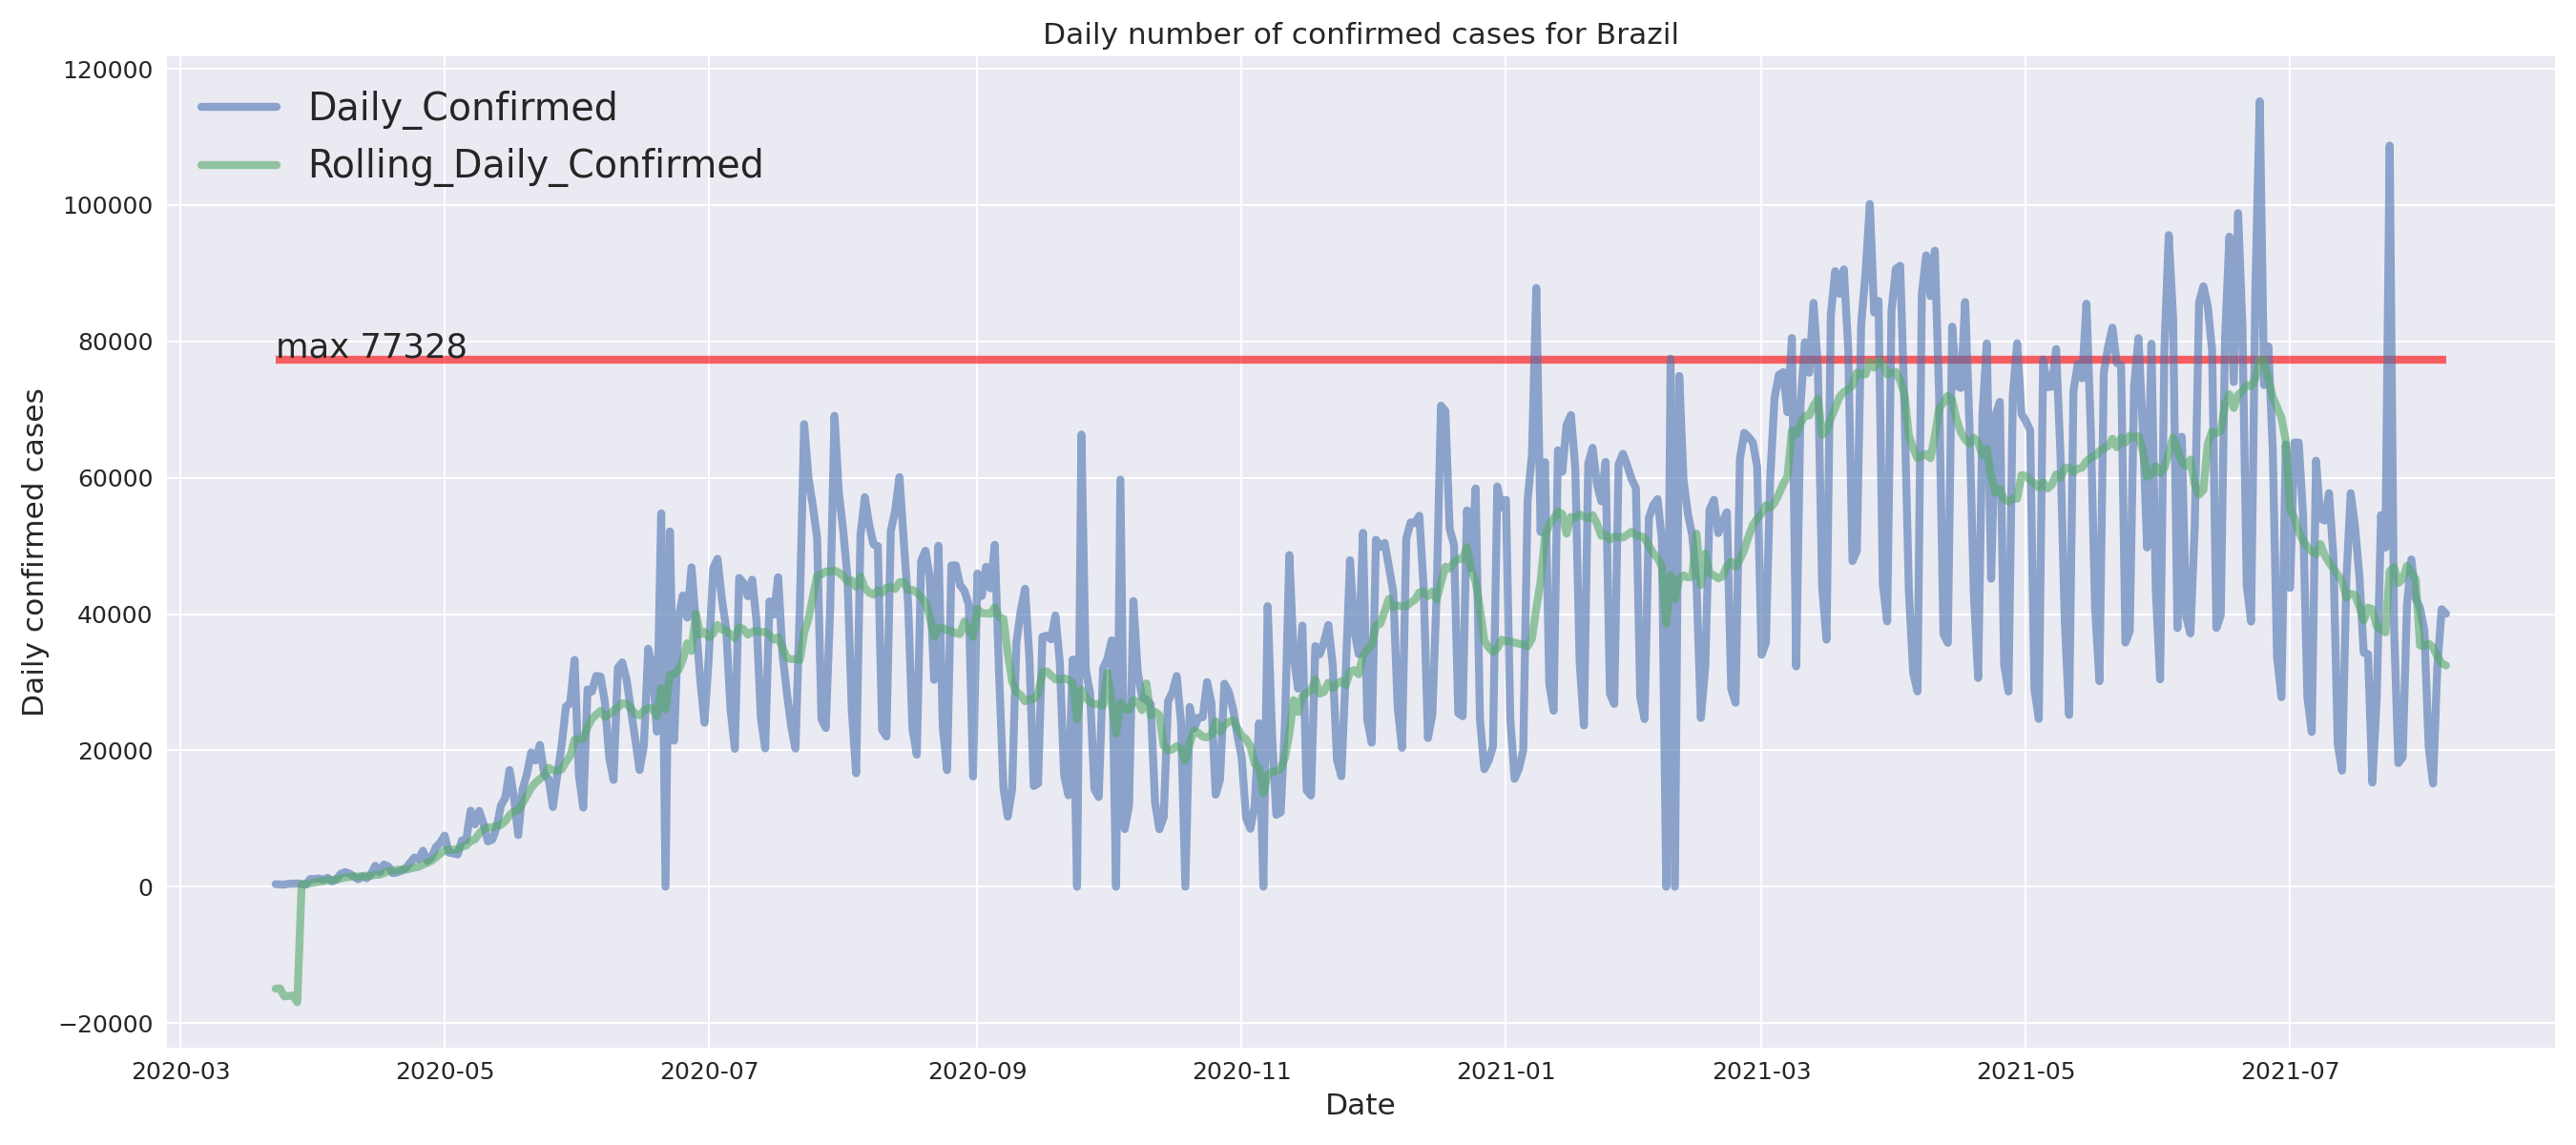 Daily number of confirmed cases for Brazil
120000
100000
80000
60000
40000
20000
0
−20000
Daily confirmed cases
Daily_Confirmed
Rolling_Daily_Confirmed
max 77328
2020-03 2020-05 2020-07 2020-09 2020-11 2021-01 2021-03 2021-05 2021-07
Date